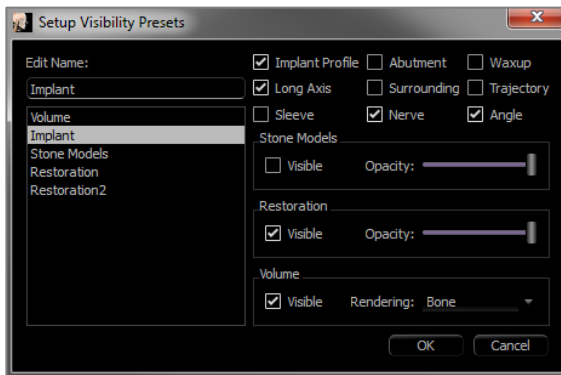 Setup Visibility Presets
Edit Name:
Implant
Volume
Implant
Stone Models
Restoration
Restoration2
Implant Profile Abutment Waxup
Long Axis Surrounding Trajectory
Sleeve Nerve Angle
Stone Models
Visible Opacity:
Restoration
Visible Opacity:
Volume
Visible Rendering: Bone
OK Cancel